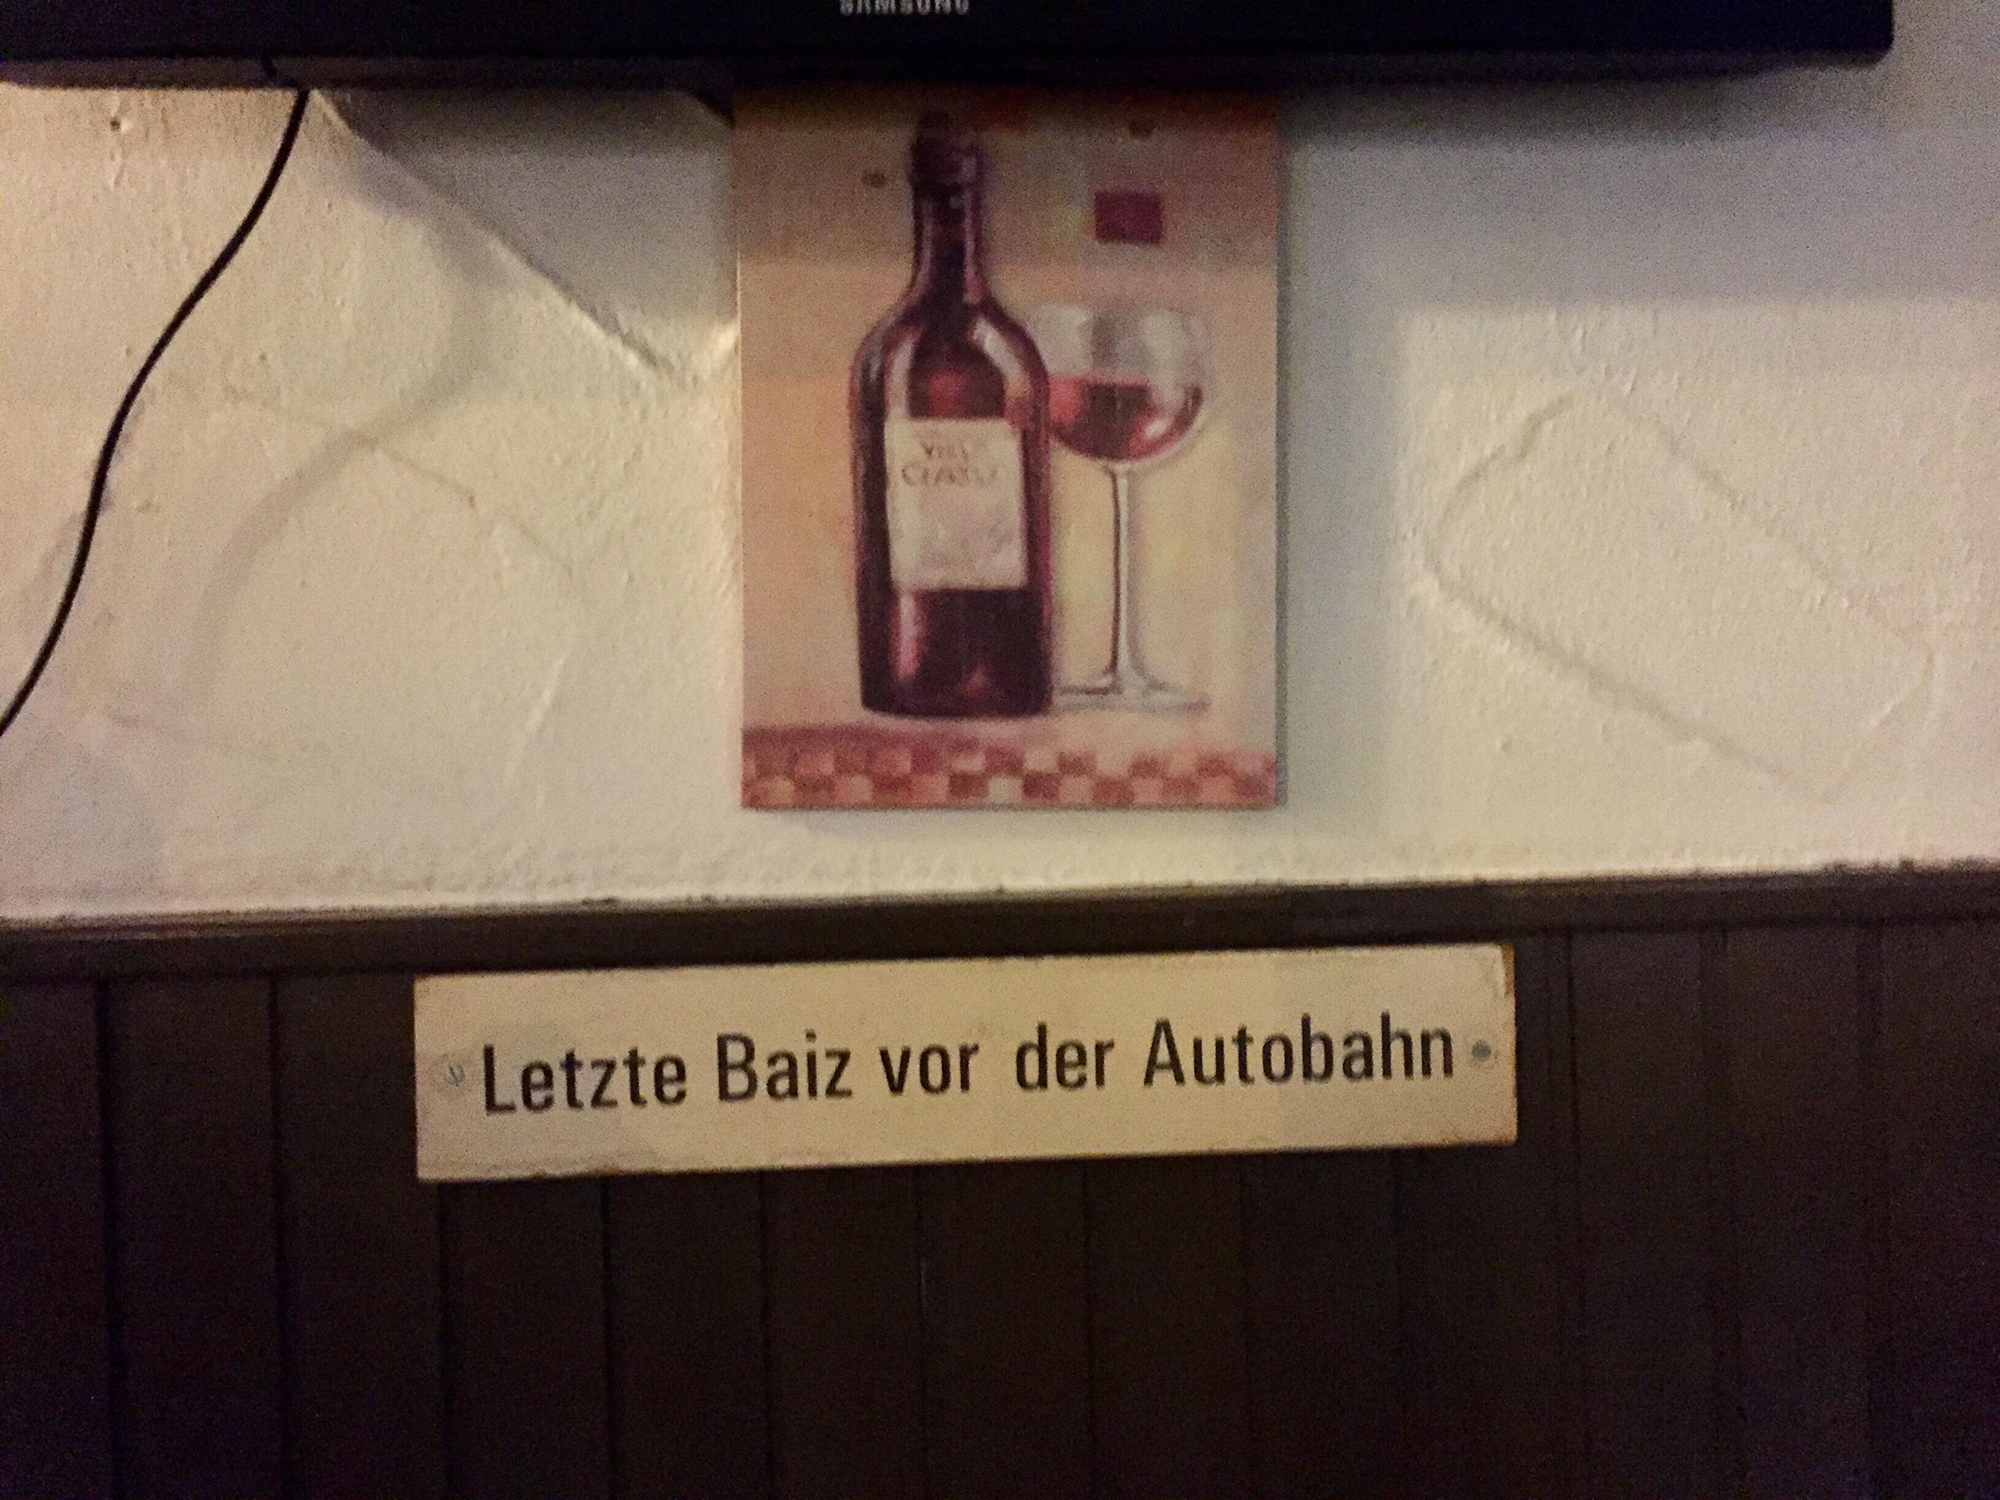 SAMSUNG
Letzte Baiz vor der Autobahn